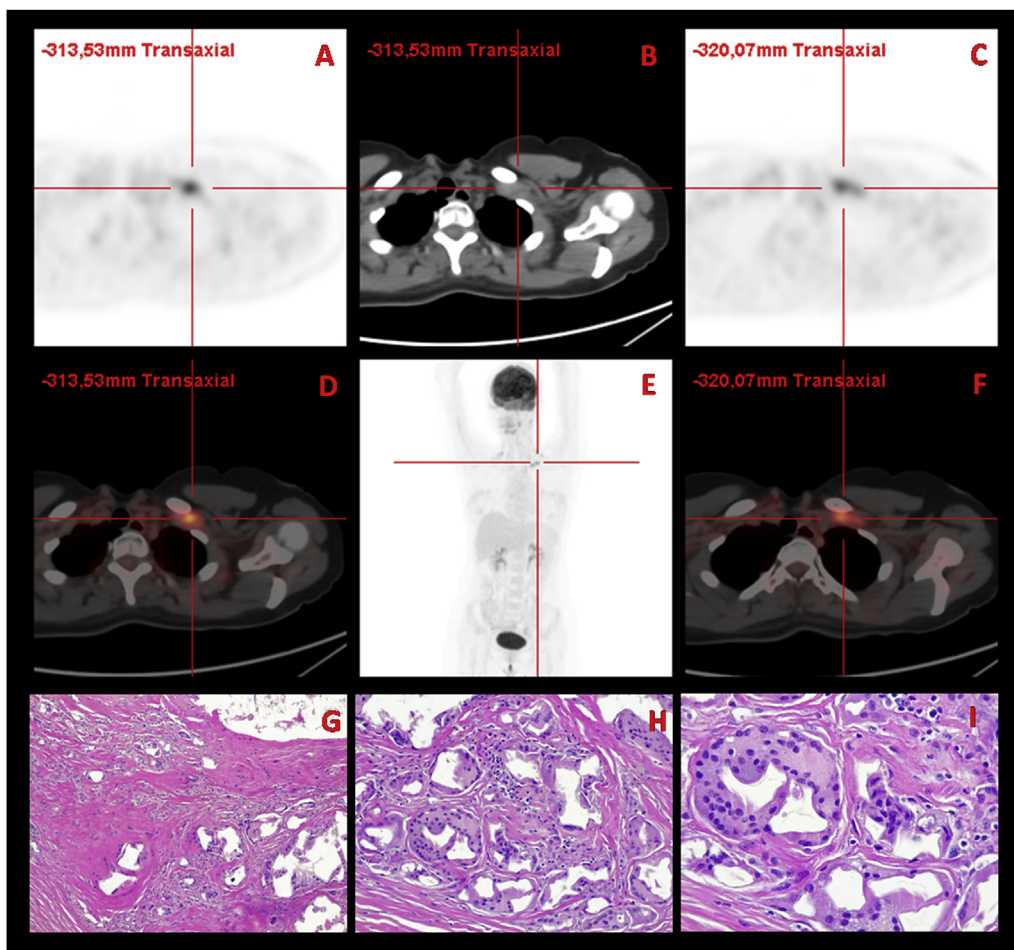 -313,53mm Transaxial A
-313,53mm Transaxial B
-320,07mm Transaxial C
-313,53mm Transaxial D
E
-320,07mm Transaxial F
G
H
I